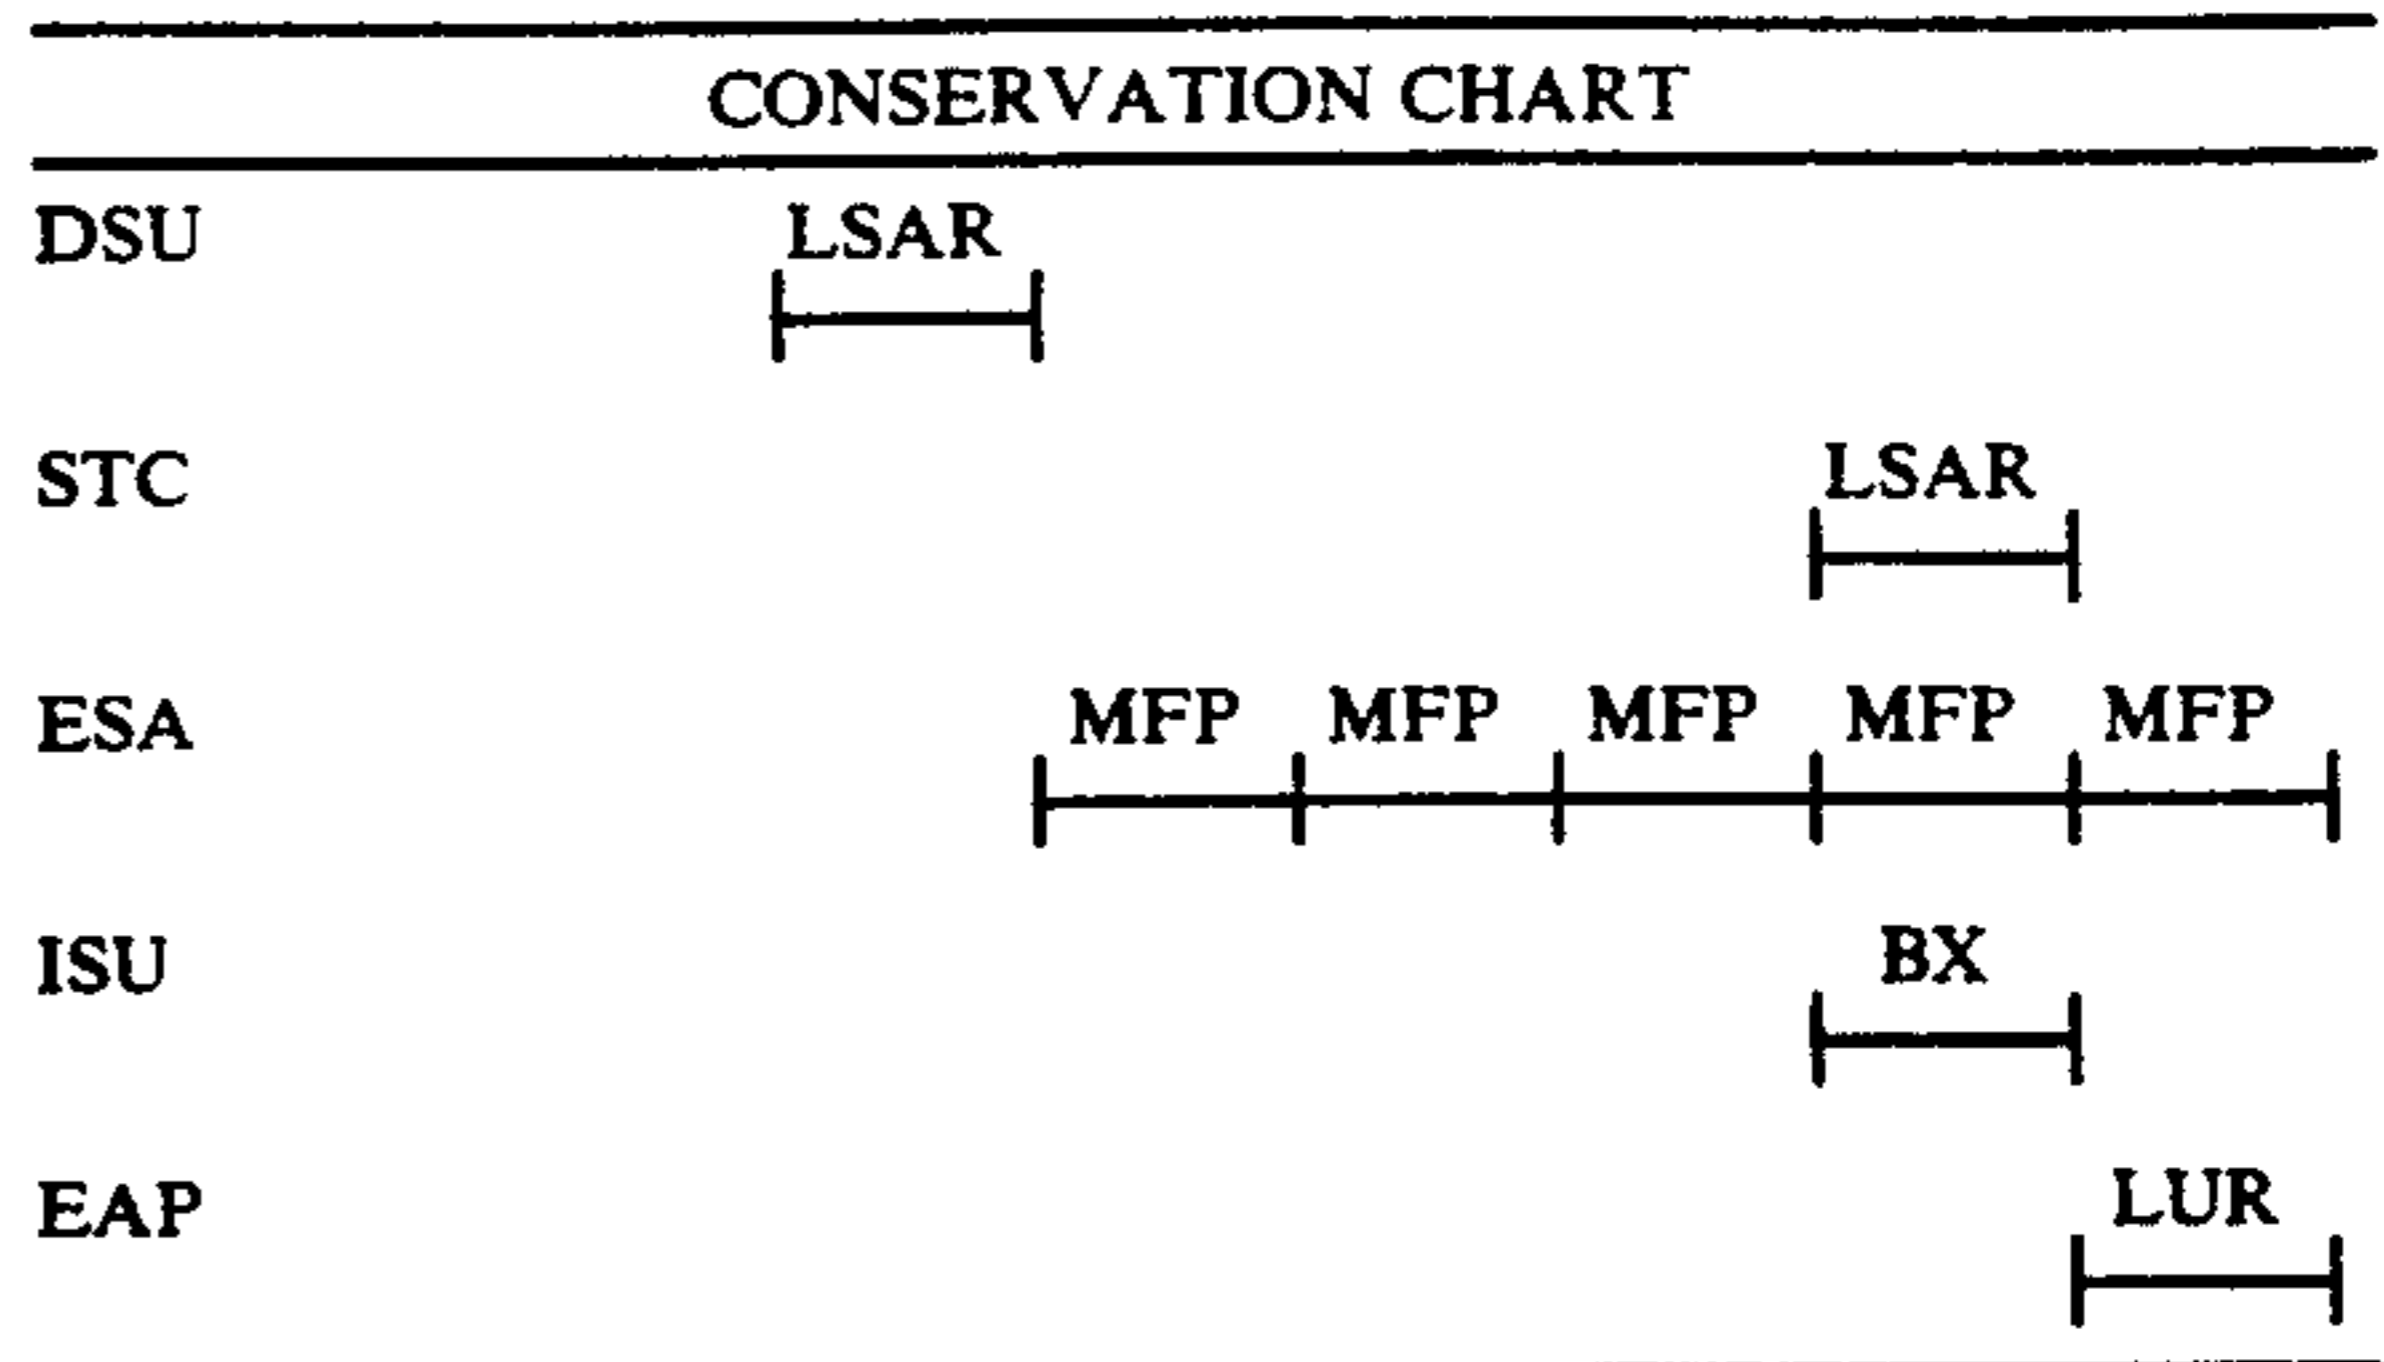 CONSERVATION CHART
DSU LSAR
STC LSAR
ESA MFP MFP MFP MFP MFP
ISU BX
EAP LUR